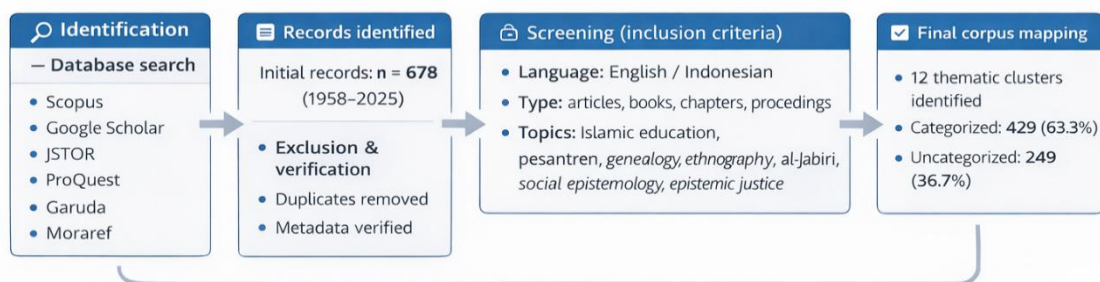 Identification
— Database search
• Scopus
• Google Scholar
• JSTOR
• ProQuest
• Garuda
• Moraref
Records identified
Initial records: n = 678
(1958–2025)
• Exclusion &
verification
• Duplicates removed
• Metadata verified
Screening (inclusion criteria)
• Language: English / Indonesian
• Type: articles, books, chapters, procedings
• Topics: Islamic education,
pesantren, genealogy, ethnography, al-Jabiri,
social epistemology, epistemic justice
Final corpus mapping
• 12 thematic clusters
identified
• Categorized: 429 (63.3%)
• Uncategorized: 249
(36.7%)